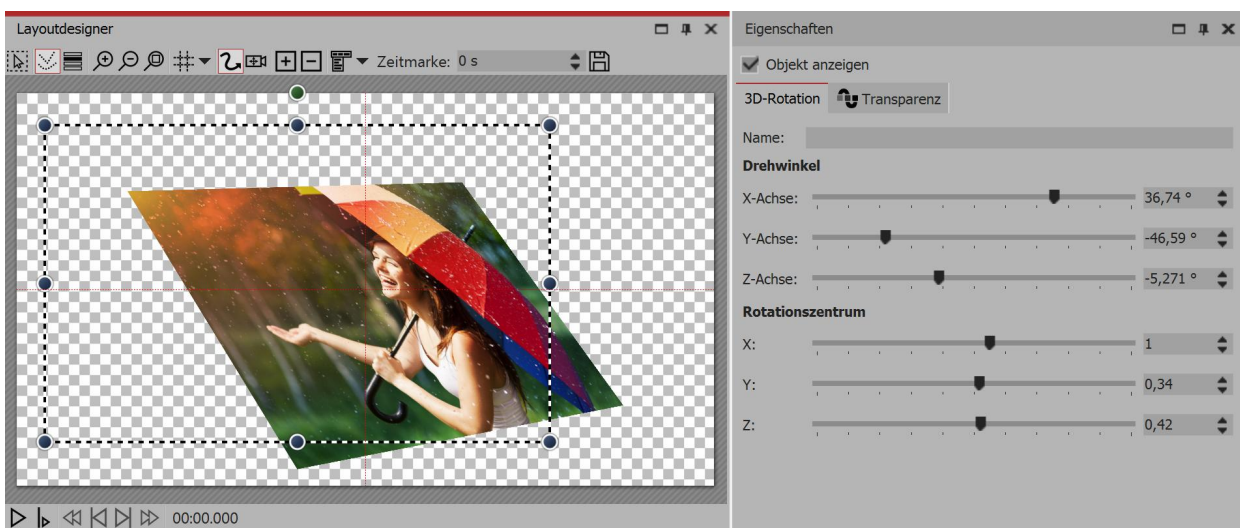 Layoutdesigner
Zeitmarke: 0 s
00:00.000
Eigenschaften
Objekt anzeigen
3D-Rotation Transparenz
Name:
Drehwinkel
X-Achse: 36,74 °
Y-Achse: -46,59 °
Z-Achse: -5,271 °
Rotationszentrum
X: 1
Y: 0,34
Z: 0,42